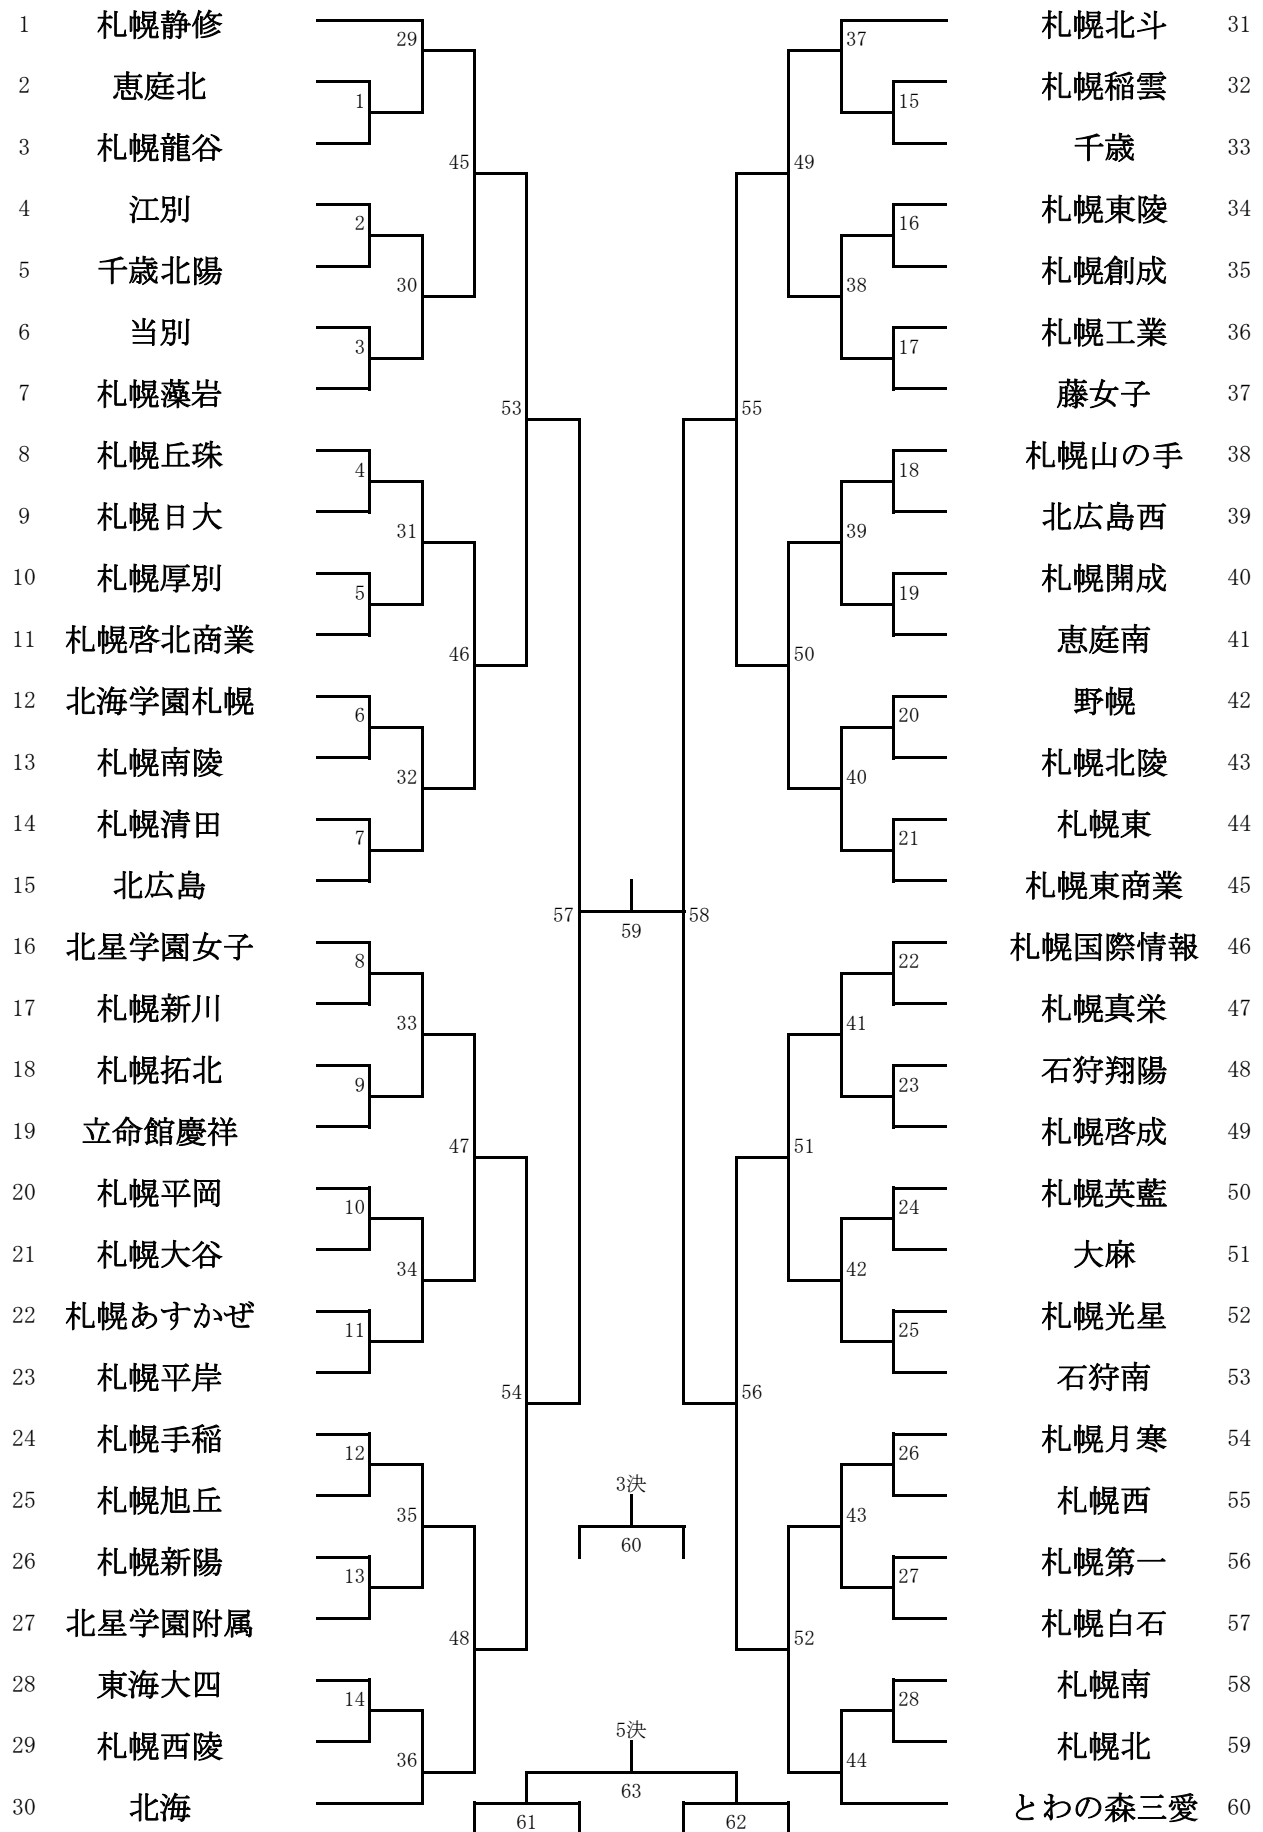 1 札幌静修 29 37 札幌北斗 31
2 恵庭北 1 15 札幌稲雲 32
3 札幌龍谷 45 49 千歳 33
4 江別 2 16 札幌東陵 34
5 千歳北陽 30 38 札幌創成 35
6 当別 3 17 札幌工業 36
7 札幌藻岩 53 55 藤女子 37
8 札幌丘珠 4 18 札幌山の手 38
9 札幌日大 31 39 北広島西 39
10 札幌厚別 5 19 札幌開成 40
11 札幌啓北商業 46 50 恵庭南 41
12 北海学園札幌 6 20 野幌 42
13 札幌南陵 32 40 札幌北陵 43
14 札幌清田 7 21 札幌東 44
15 北広島 57 59 58 札幌東商業 45
16 北星学園女子 8 22 札幌国際情報 46
17 札幌新川 33 41 札幌真栄 47
18 札幌拓北 9 23 石狩翔陽 48
19 立命館慶祥 47 51 札幌啓成 49
20 札幌平岡 10 24 札幌英藍 50
21 札幌大谷 34 42 大麻 51
22 札幌あすかぜ 11 25 札幌光星 52
23 札幌平岸 54 56 石狩南 53
24 札幌手稲 12 26 札幌月寒 54
25 札幌旭丘 35 3決 43 札幌西 55
26 札幌新陽 13 60 27 札幌第一 56
27 北星学園附属 48 52 札幌白石 57
28 東海大四 14 28 札幌南 58
29 札幌西陵 36 5決 44 札幌北 59
63
30 北海 61 62 とわの森三愛 60